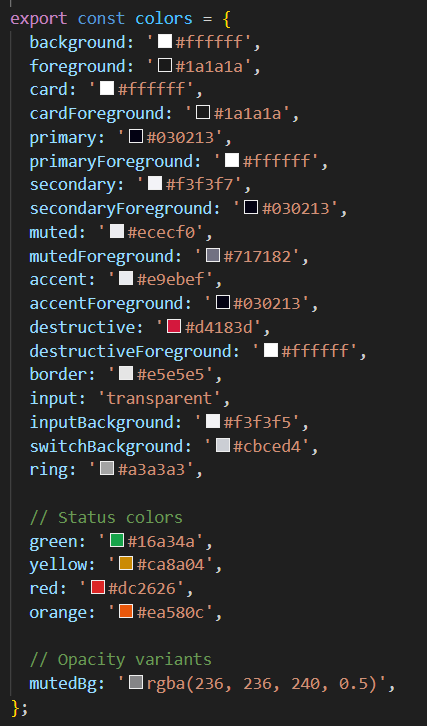 export const colors = {
  background: '#ffffff',
  foreground: '#1a1a1a',
  card: '#ffffff',
  cardForeground: '#1a1a1a',
  primary: '#030213',
  primaryForeground: '#ffffff',
  secondary: '#f3f3f7',
  secondaryForeground: '#030213',
  muted: '#ececf0',
  mutedForeground: '#717182',
  accent: '#e9ebef',
  accentForeground: '#030213',
  destructive: '#d4183d',
  destructiveForeground: '#ffffff',
  border: '#e5e5e5',
  input: 'transparent',
  inputBackground: '#f3f3f5',
  switchBackground: '#cbced4',
  ring: '#a3a3a3',

  // Status colors
  green: '#16a34a',
  yellow: '#ca8a04',
  red: '#dc2626',
  orange: '#ea580c',

  // Opacity variants
  mutedBg: 'rgba(236, 236, 240, 0.5)',
};